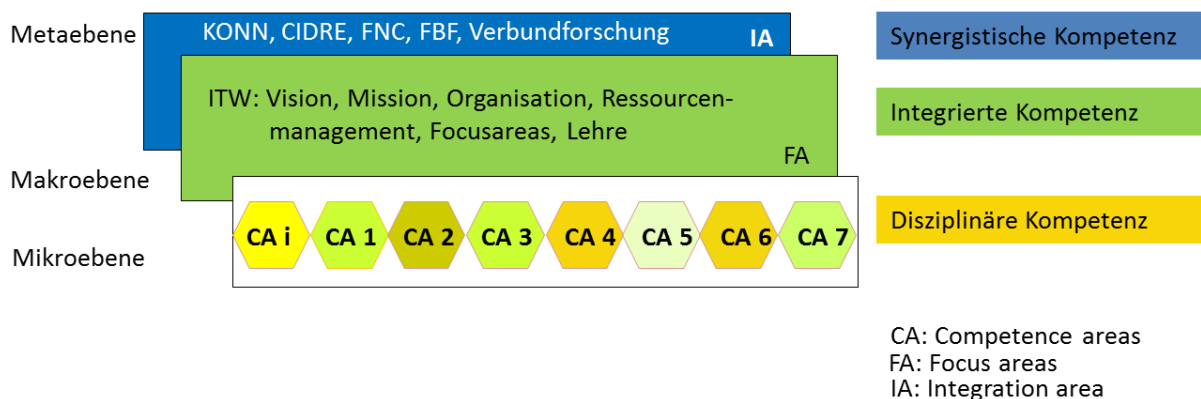 Metaebene
KONN, CIDRE, FNC, FBF, Verbundforschung
IA
Synergistische Kompetenz
ITW: Vision, Mission, Organisation, Ressourcen-
management, Focusareas, Lehre
FA
Integrierte Kompetenz
Makroebene
Disziplinäre Kompetenz
Mikroebene
CA i CA 1 CA 2 CA 3 CA 4 CA 5 CA 6 CA 7
CA: Competence areas
FA: Focus areas
IA: Integration area